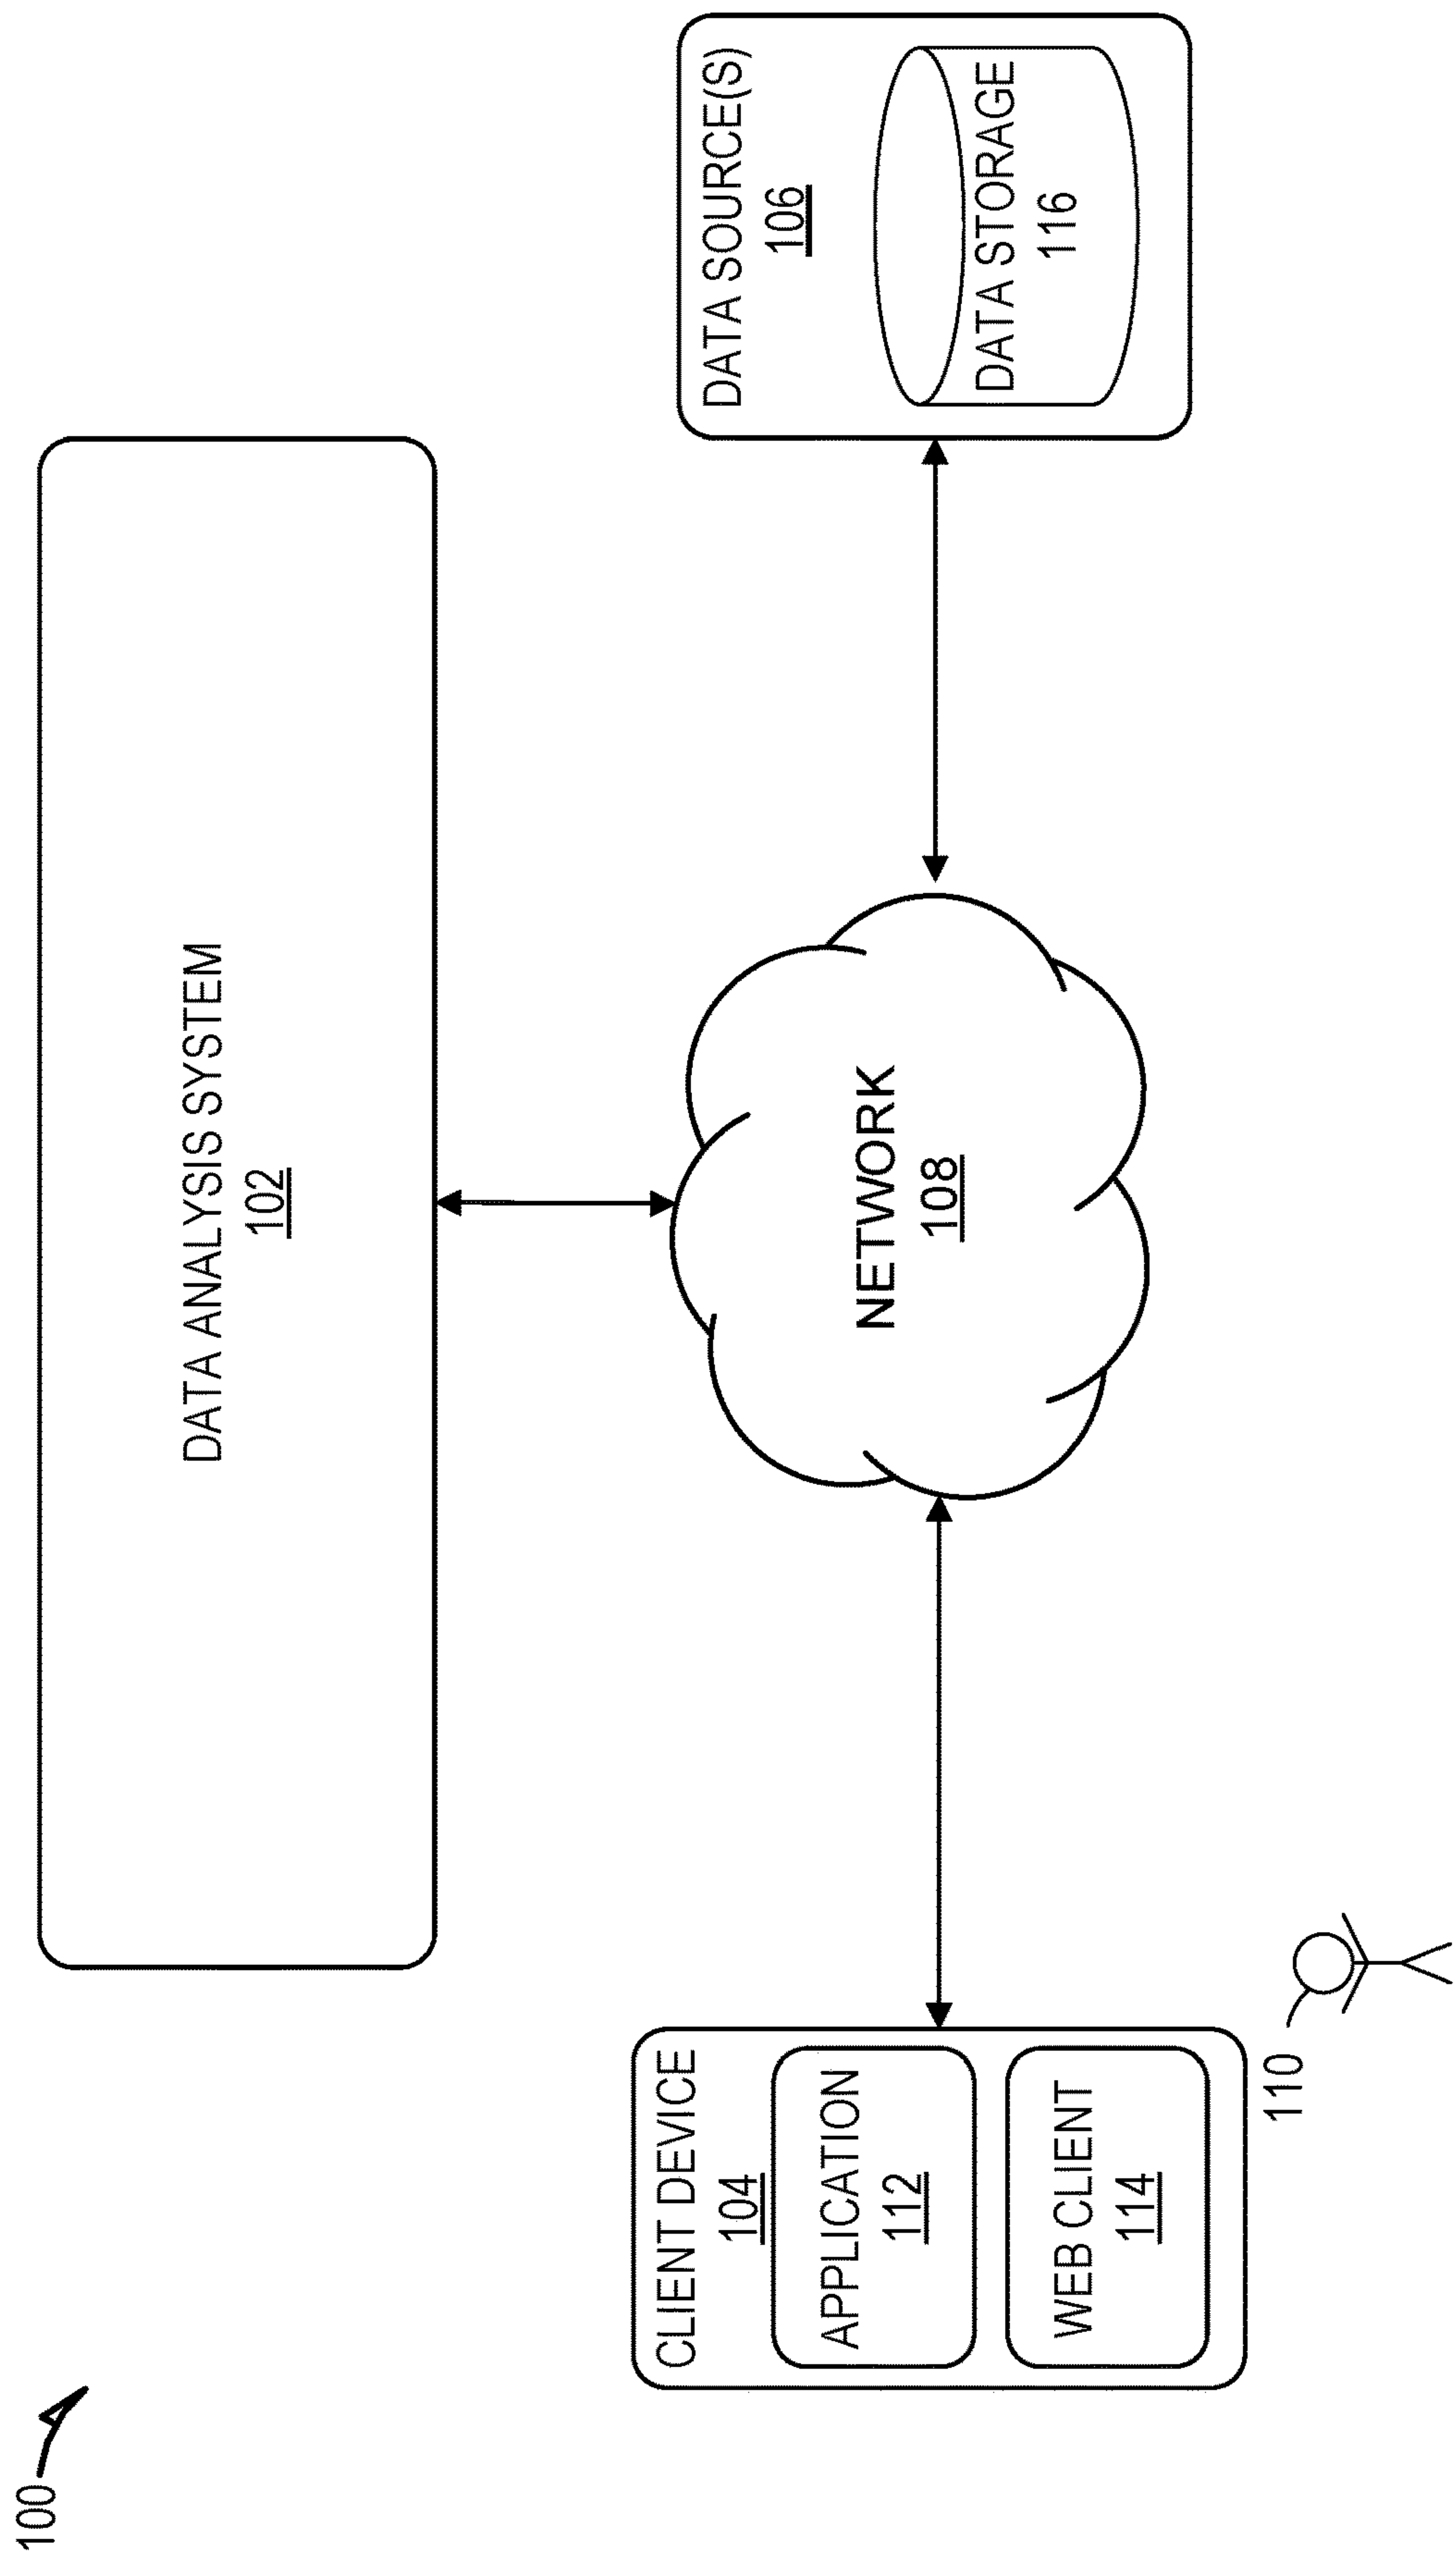 100
DATA ANALYSIS SYSTEM
102
CLIENT DEVICE
104
APPLICATION
112
WEB CLIENT
114
110
NETWORK
108
DATA SOURCE(S)
106
DATA STORAGE
116